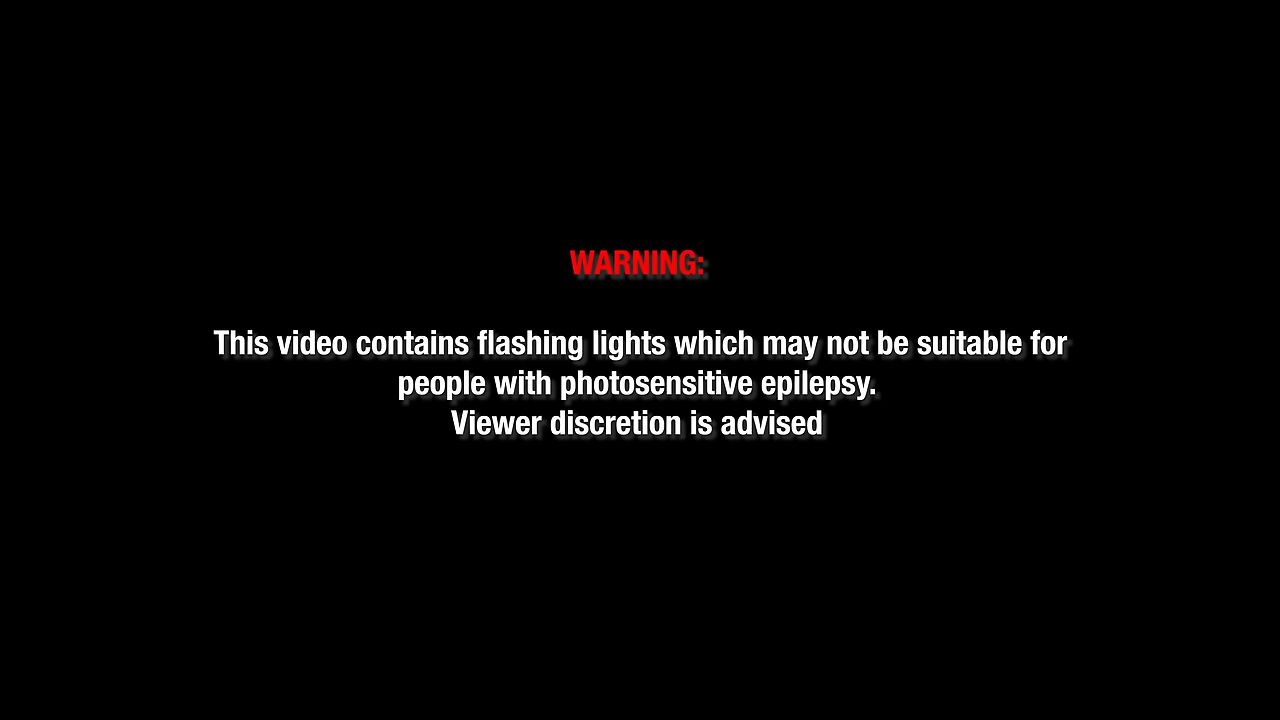 WARNING:
This video contains flashing lights which may not be suitable for
people with photosensitive epilepsy.
Viewer discretion is advised